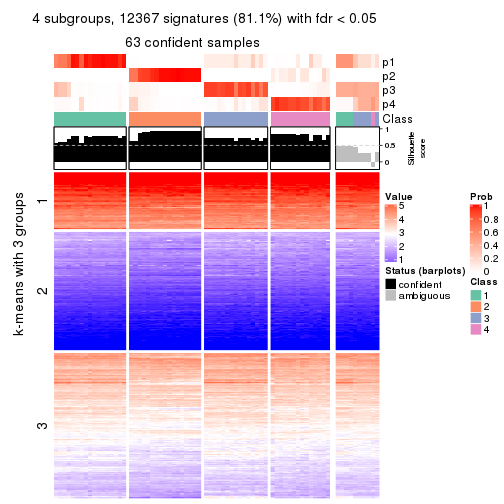 4 subgroups, 12367 signatures (81.1%) with fdr < 0.05
63 confident samples
p1
p2
p3
p4
Class
1
0.5
0
Silhouette
score
k-means with 3 groups
1
2
3
Value
5
4
3
2
1
Status (barplots)
confident
ambiguous
Prob
1
0.8
0.6
0.4
0.2
0
Class
1
2
3
4